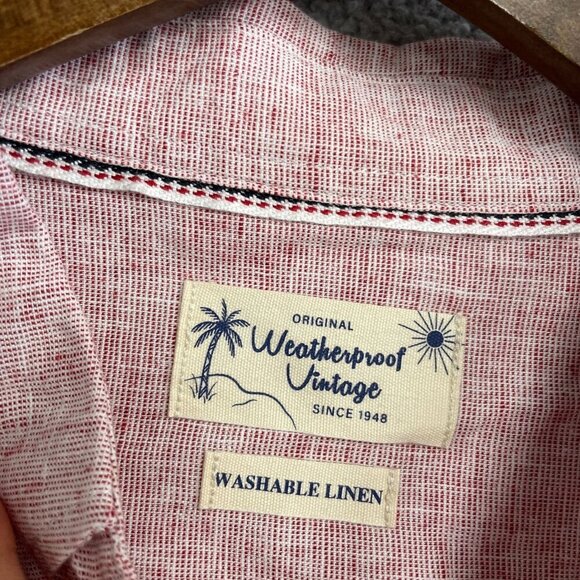 ORIGINAL
Weatherproof
Vintage
SINCE 1948
WASHABLE LINEN